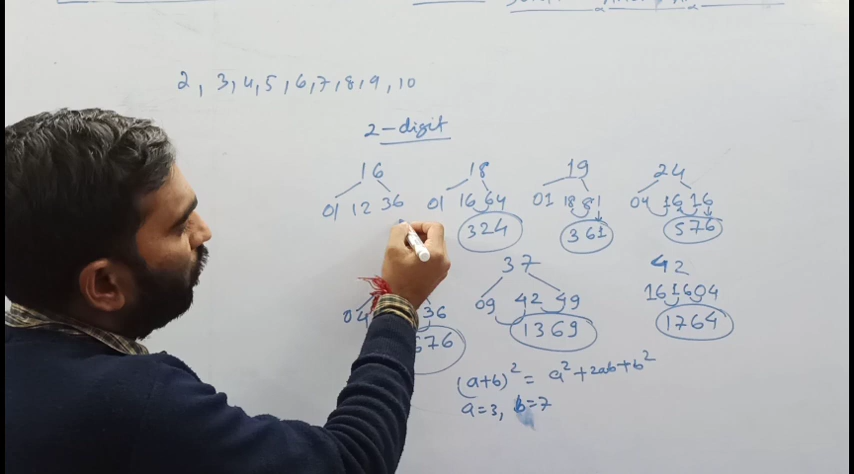 2, 3, 4, 5, 6, 7, 8, 9, 10
2-digit
16 18 19 24
01 12 36 01 16 64 01 18 81 04 16 16
324 361 576
37 42
04 36 09 42 49 16 16 04
676 1369 1764
(a+b)² = a² + 2ab + b²
a=3, b=7